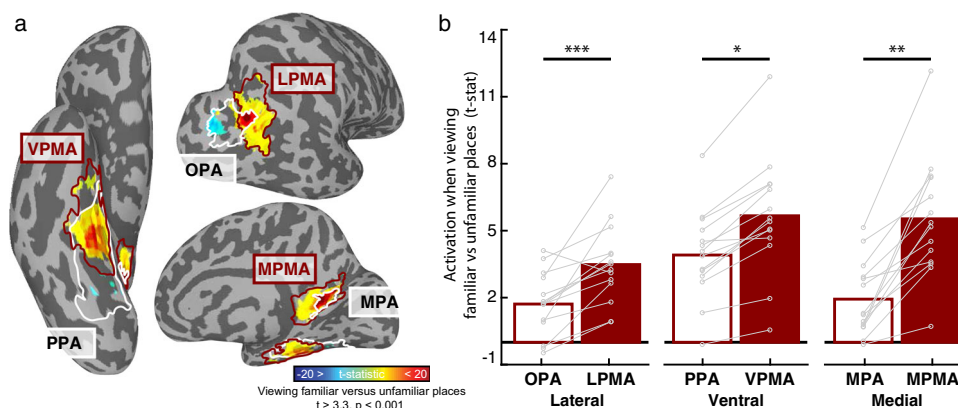 a
VPMA
PPA
LPMA
OPA
MPMA
MPA
-20 > t-statistic < 20
Viewing familiar versus unfamiliar places
t > 3.3, p < 0.001
b
Activation when viewing
familiar vs unfamiliar places (t-stat)
14
11
8
5
2
-1
***
*
**
OPA LPMA
Lateral
PPA VPMA
Ventral
MPA MPMA
Medial